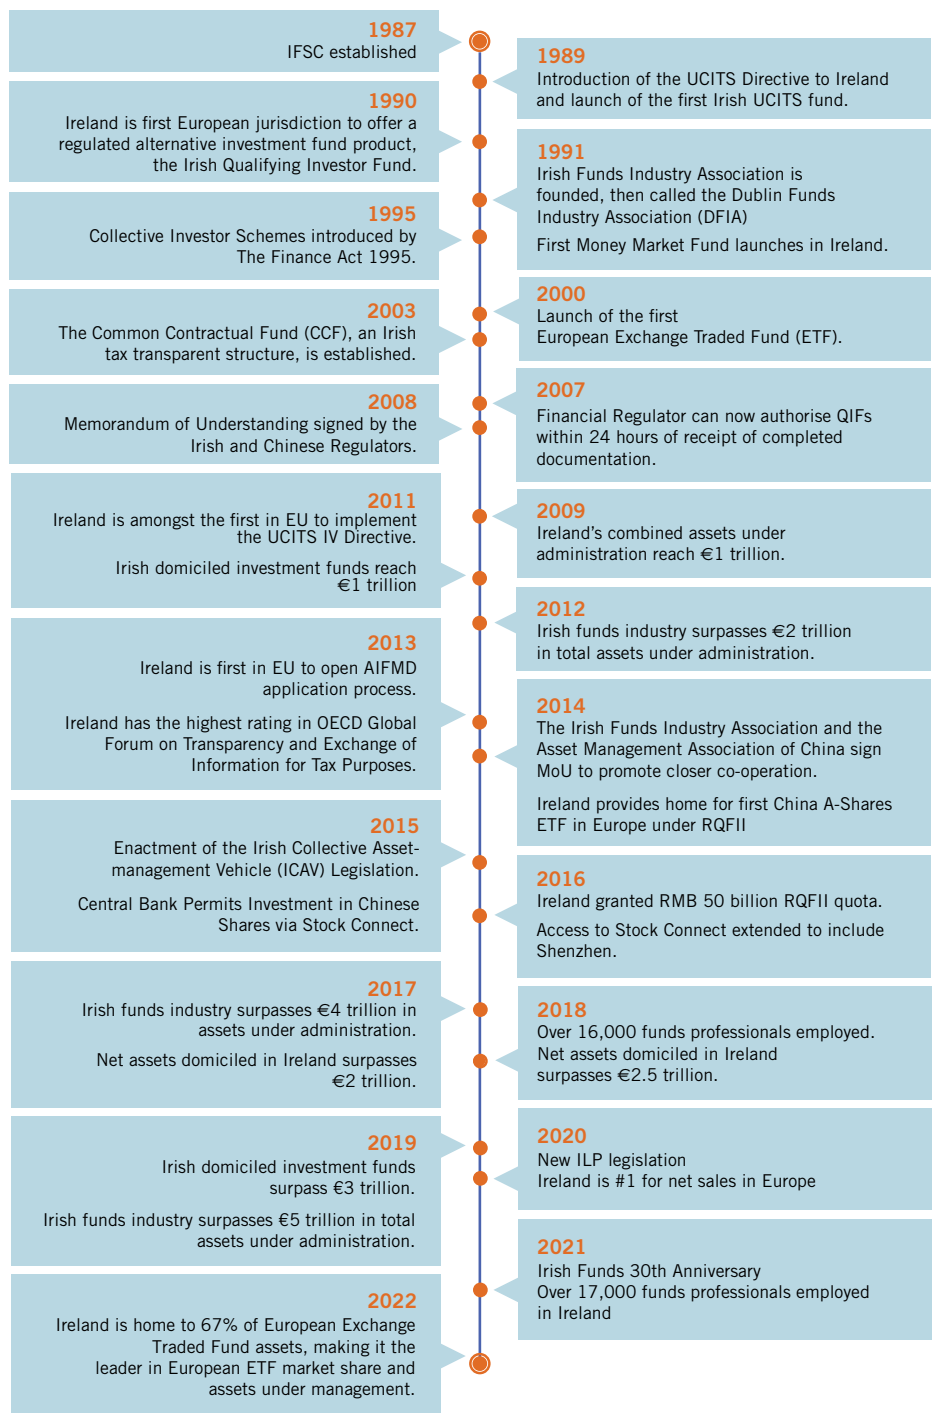 1987
IFSC established
1989
Introduction of the UCITS Directive to Ireland
and launch of the first Irish UCITS fund.
1990
Ireland is first European jurisdiction to offer a
regulated alternative investment fund product,
the Irish Qualifying Investor Fund.
1991
Irish Funds Industry Association is
founded, then called the Dublin Funds
Industry Association (DFIA)
First Money Market Fund launches in Ireland.
1995
Collective Investor Schemes introduced by
The Finance Act 1995.
2000
Launch of the first
European Exchange Traded Fund (ETF).
2003
The Common Contractual Fund (CCF), an Irish
tax transparent structure, is established.
2007
Financial Regulator can now authorise QIFs
within 24 hours of receipt of completed
documentation.
2008
Memorandum of Understanding signed by the
Irish and Chinese Regulators.
2009
Ireland’s combined assets under
administration reach €1 trillion.
2011
Ireland is amongst the first in EU to implement
the UCITS IV Directive.
Irish domiciled investment funds reach
€1 trillion
2012
Irish funds industry surpasses €2 trillion
in total assets under administration.
2013
Ireland is first in EU to open AIFMD
application process.
Ireland has the highest rating in OECD Global
Forum on Transparency and Exchange of
Information for Tax Purposes.
2014
The Irish Funds Industry Association and the
Asset Management Association of China sign
MoU to promote closer co-operation.
Ireland provides home for first China A-Shares
ETF in Europe under RQFII
2015
Enactment of the Irish Collective Asset-
management Vehicle (ICAV) Legislation.
Central Bank Permits Investment in Chinese
Shares via Stock Connect.
2016
Ireland granted RMB 50 billion RQFII quota.
Access to Stock Connect extended to include
Shenzhen.
2017
Irish funds industry surpasses €4 trillion in
assets under administration.
Net assets domiciled in Ireland surpasses
€2 trillion.
2018
Over 16,000 funds professionals employed.
Net assets domiciled in Ireland
surpasses €2.5 trillion.
2019
Irish domiciled investment funds
surpass €3 trillion.
Irish funds industry surpasses €5 trillion in total
assets under administration.
2020
New ILP legislation
Ireland is #1 for net sales in Europe
2021
Irish Funds 30th Anniversary
Over 17,000 funds professionals employed
in Ireland
2022
Ireland is home to 67% of European Exchange
Traded Fund assets, making it the
leader in European ETF market share and
assets under management.